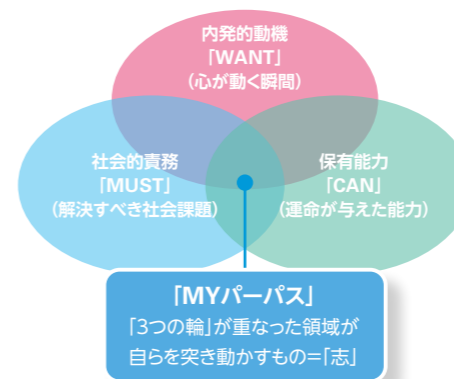 内発的動機
「WANT」
（心が動く瞬間）
社会的責務
「MUST」
（解決すべき社会課題）
保有能力
「CAN」
（運命が与えた能力）
「MYパーパス」
「3つの輪」が重なった領域が
自らを突き動かすもの＝「志」